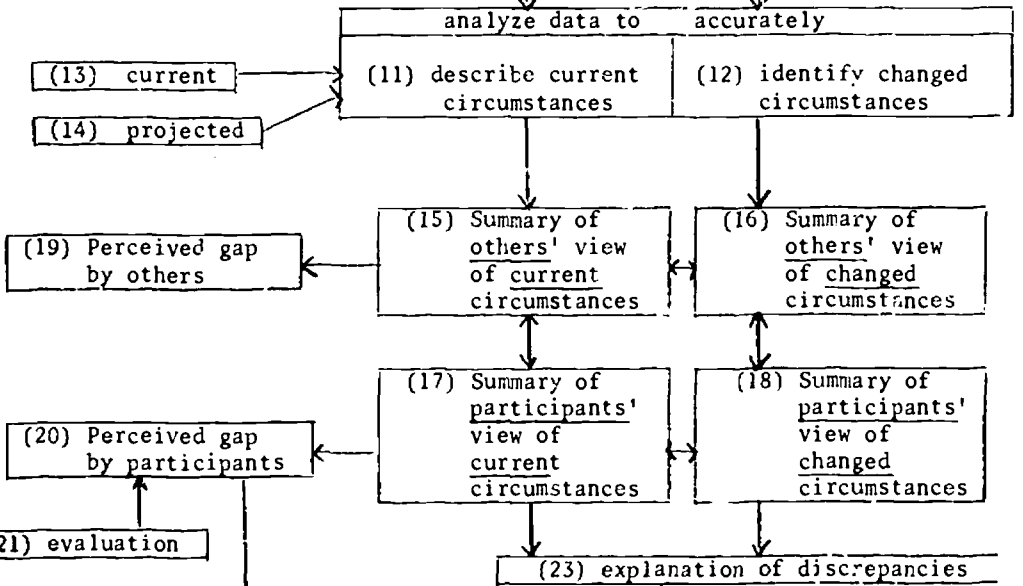 analyze data to accurately
(13) current
(11) describe current
circumstances
(12) identify changed
circumstances
(14) projected
(15) Summary of
others' view
of current
circumstances
(16) Summary of
others' view
of changed
circumstances
(19) Perceived gap
by others
(17) Summary of
participants'
view of
current
circumstances
(18) Summary of
participants'
view of
changed
circumstances
(20) Perceived gap
by participants
21) evaluation
(23) explanation of discrepancies